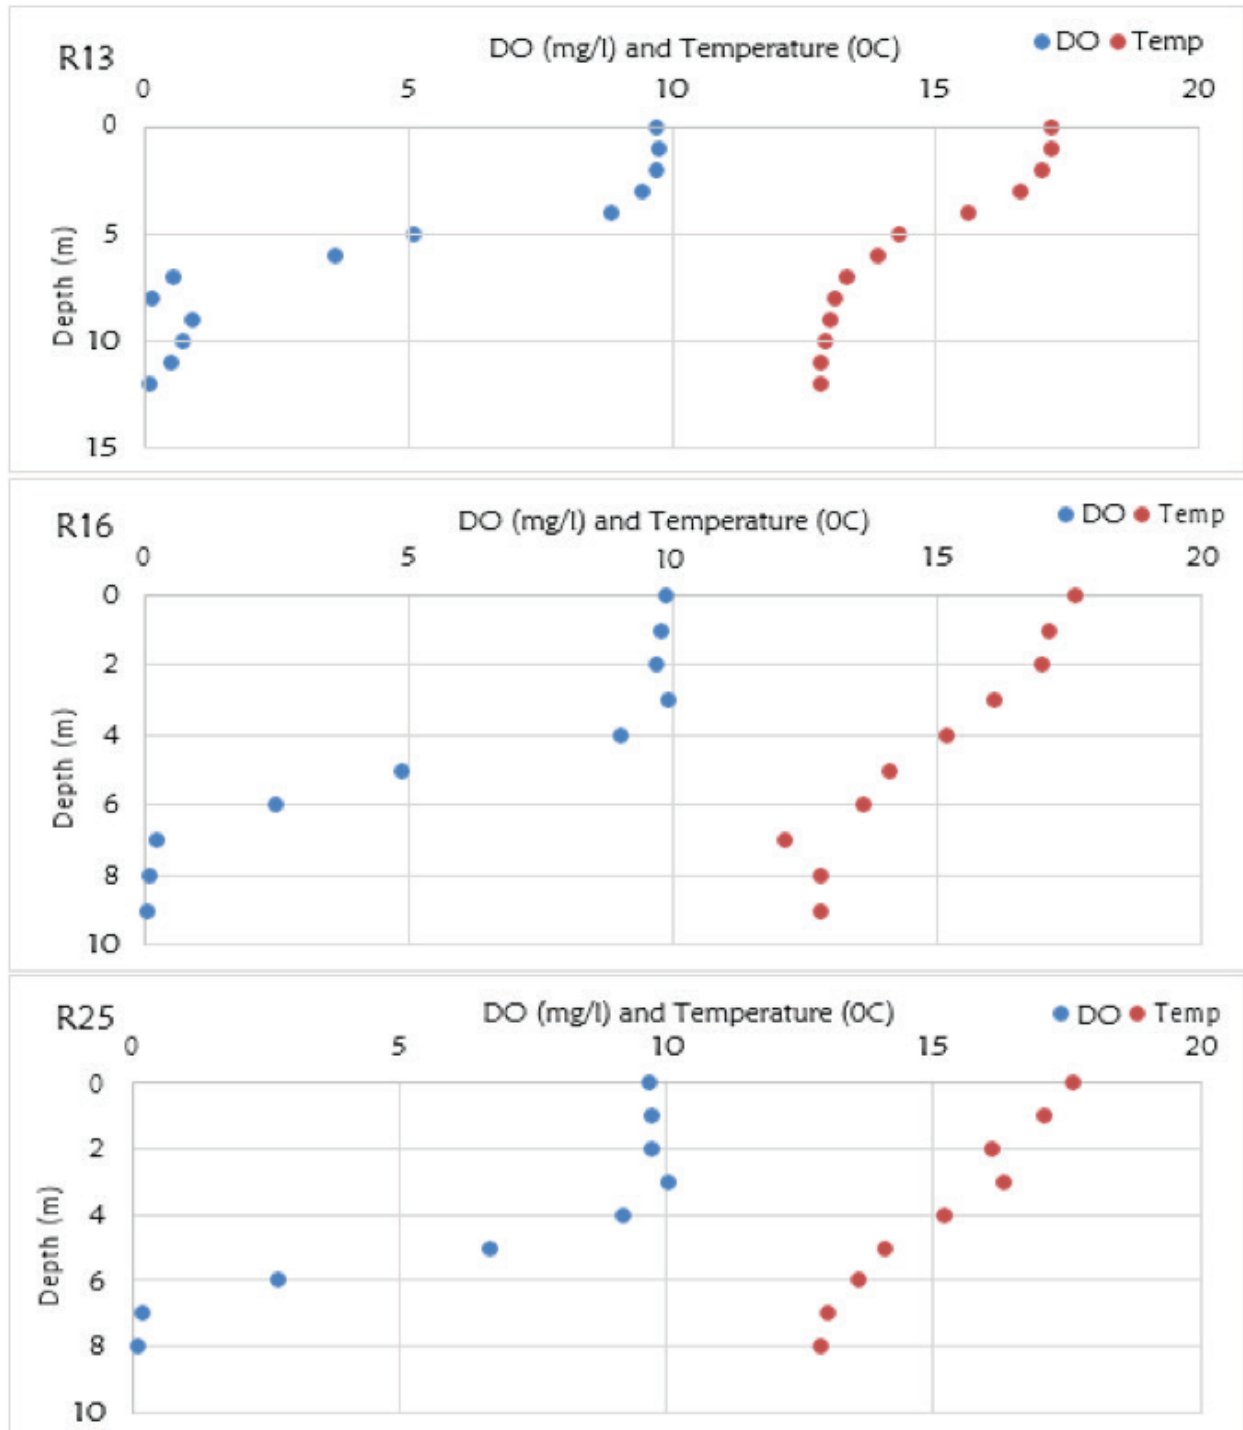 R13 DO (mg/l) and Temperature (0C) DO Temp
0 5 10 15 20
0
5
10
15
Depth (m)
R16 DO (mg/l) and Temperature (0C) DO Temp
0 5 10 15 20
0
2
4
6
8
10
Depth (m)
R25 DO (mg/l) and Temperature (0C) DO Temp
0 5 10 15 20
0
2
4
6
8
10
Depth (m)